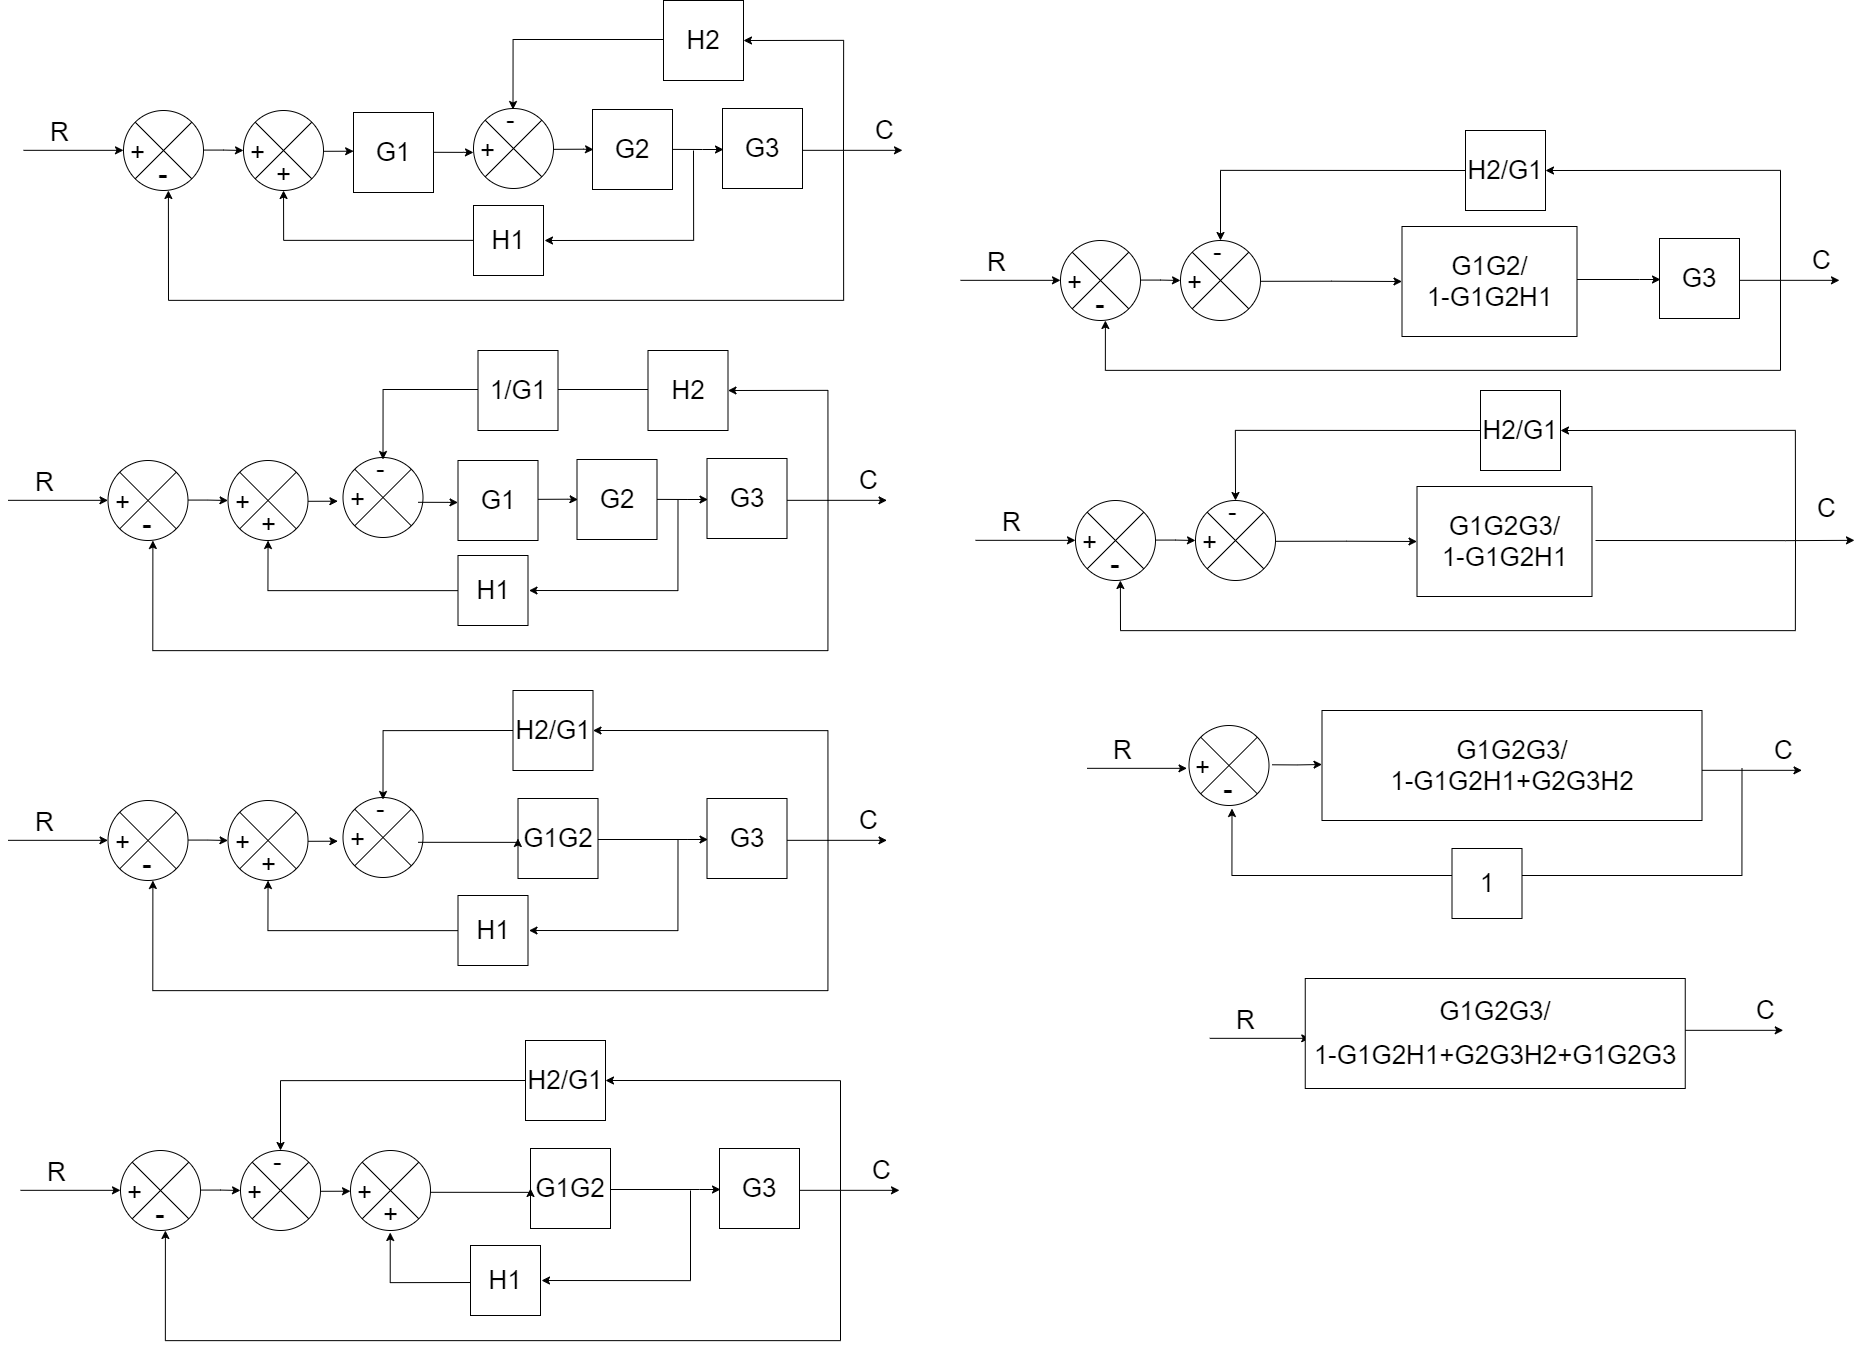 H2
R
+
-
+
+
G1
-
+
G2
G3
C
H1
1/G1
H2
R
+
-
+
+
-
+
G1
G2
G3
C
H1
H2/G1
R
+
-
+
+
-
+
G1G2
G3
C
H1
H2/G1
R
+
-
-
+
+
+
G1G2
G3
C
H1
H2/G1
R
+
-
-
+
G1G2/
1-G1G2H1
G3
C
H2/G1
R
+
-
-
+
G1G2G3/
1-G1G2H1
C
R
+
-
G1G2G3/
1-G1G2H1+G2G3H2
C
1
R
G1G2G3/
1-G1G2H1+G2G3H2+G1G2G3
C